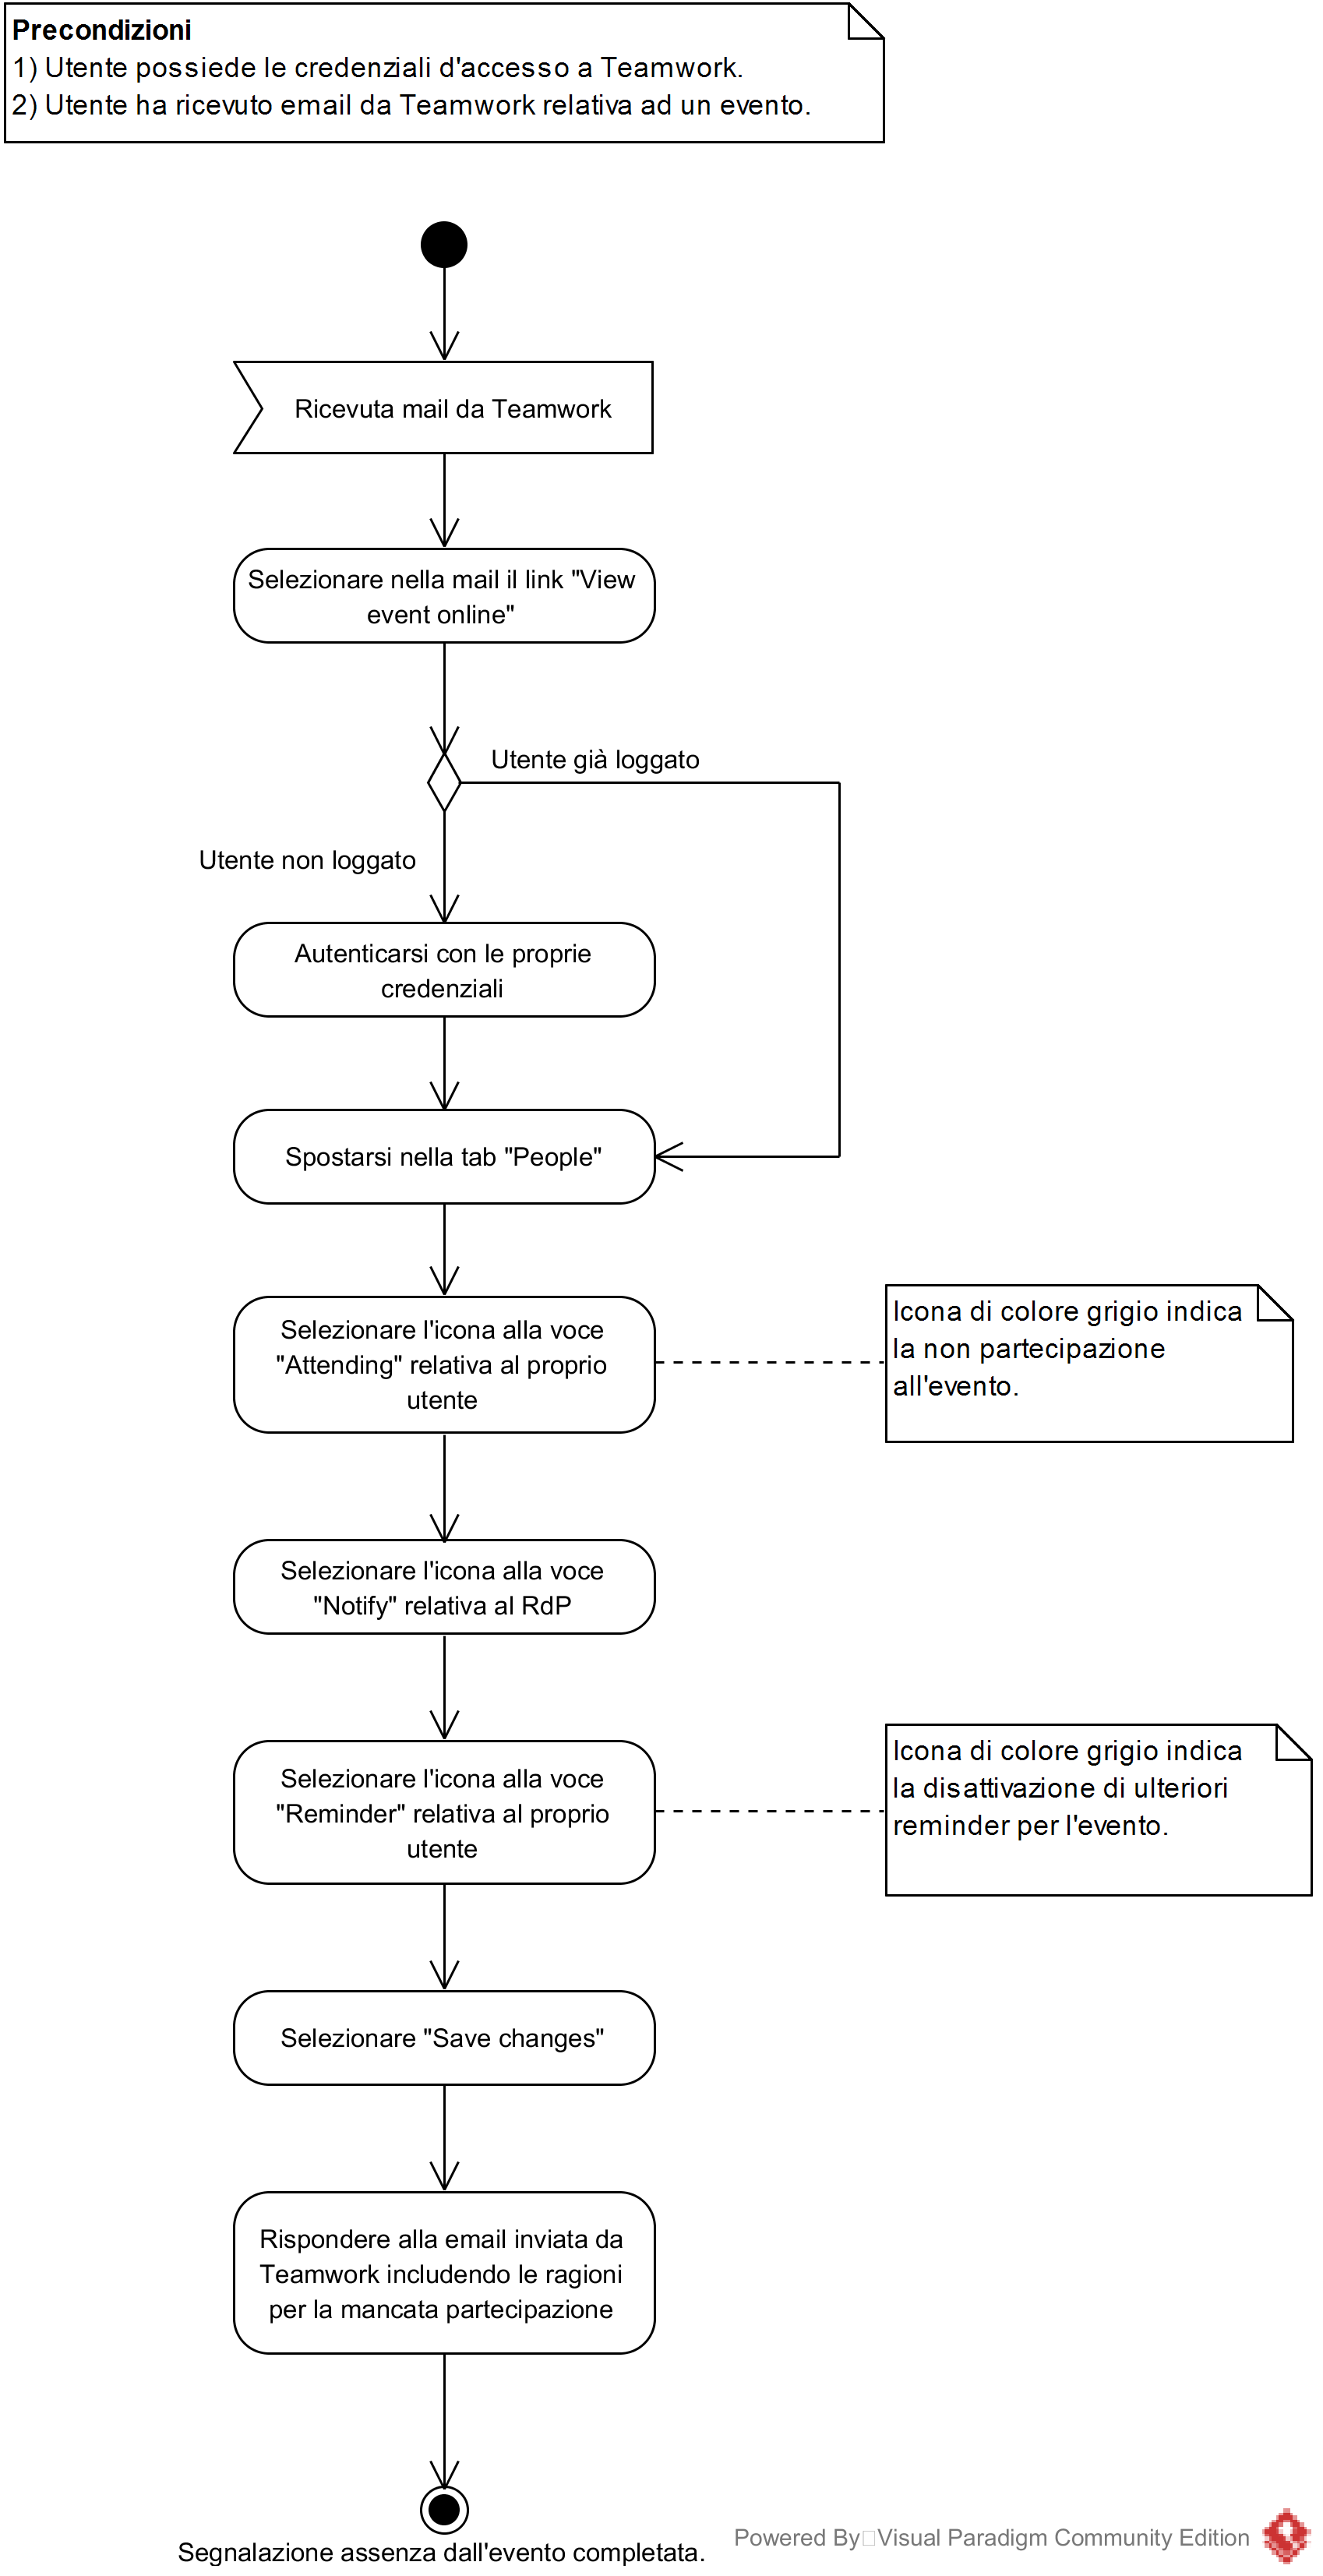 Precondizioni
1) Utente possiede le credenziali d'accesso a Teamwork.
2) Utente ha ricevuto email da Teamwork relativa ad un evento.
Ricevuta mail da Teamwork
Selezionare nella mail il link "View
event online"
Utente già loggato
Utente non loggato
Autenticarsi con le proprie
credenziali
Spostarsi nella tab "People"
Selezionare l'icona alla voce
"Attending" relativa al proprio
utente
Icona di colore grigio indica
la non partecipazione
all'evento.
Selezionare l'icona alla voce
"Notify" relativa al RdP
Selezionare l'icona alla voce
"Reminder" relativa al proprio
utente
Icona di colore grigio indica
la disattivazione di ulteriori
reminder per l'evento.
Selezionare "Save changes"
Rispondere alla email inviata da
Teamwork includendo le ragioni
per la mancata partecipazione
Segnalazione assenza dall'evento completata.
Powered By Visual Paradigm Community Edition